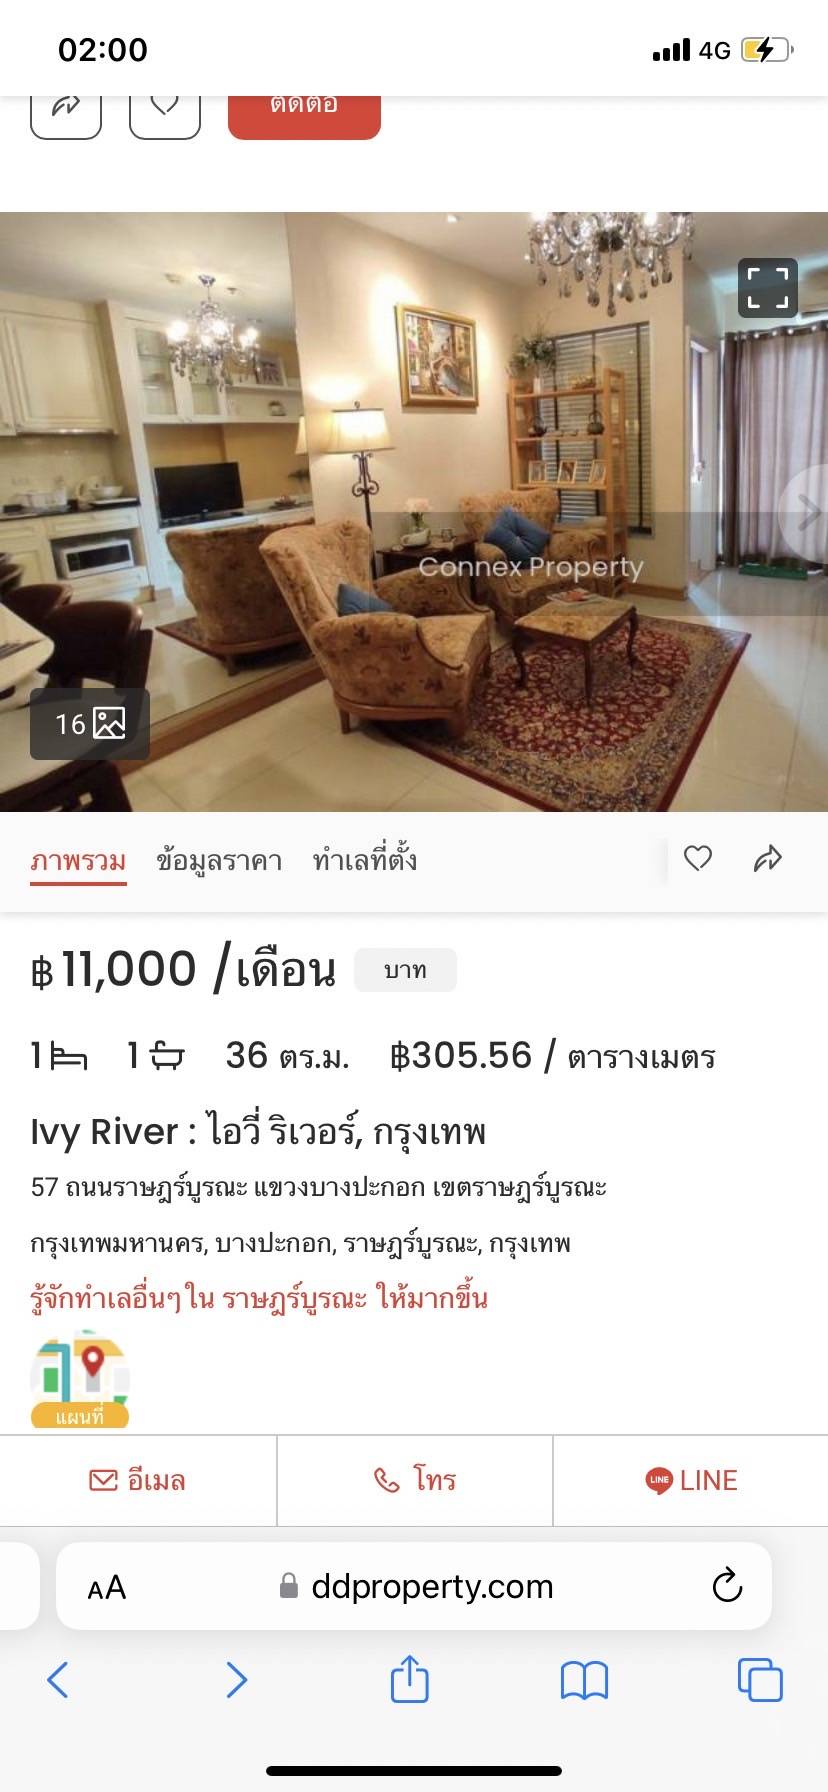 02:00
4G
ติดต่อ
Connex Property
16
ภาพรวม ข้อมูลราคา ทำเลที่ตั้ง
฿11,000 /เดือน บาท
1 1 36 ตร.ม. ฿305.56 / ตารางเมตร
Ivy River : ไอวี่ ริเวอร์, กรุงเทพ
57 ถนนราษฎร์บูรณะ แขวงบางปะกอก เขตราษฎร์บูรณะ
กรุงเทพมหานคร, บางปะกอก, ราษฎร์บูรณะ, กรุงเทพ
รู้จักทำเลอื่นๆ ใน ราษฎร์บูรณะ ให้มากขึ้น
แผนที่
อีเมล โทร LINE LINE
AA ddproperty.com